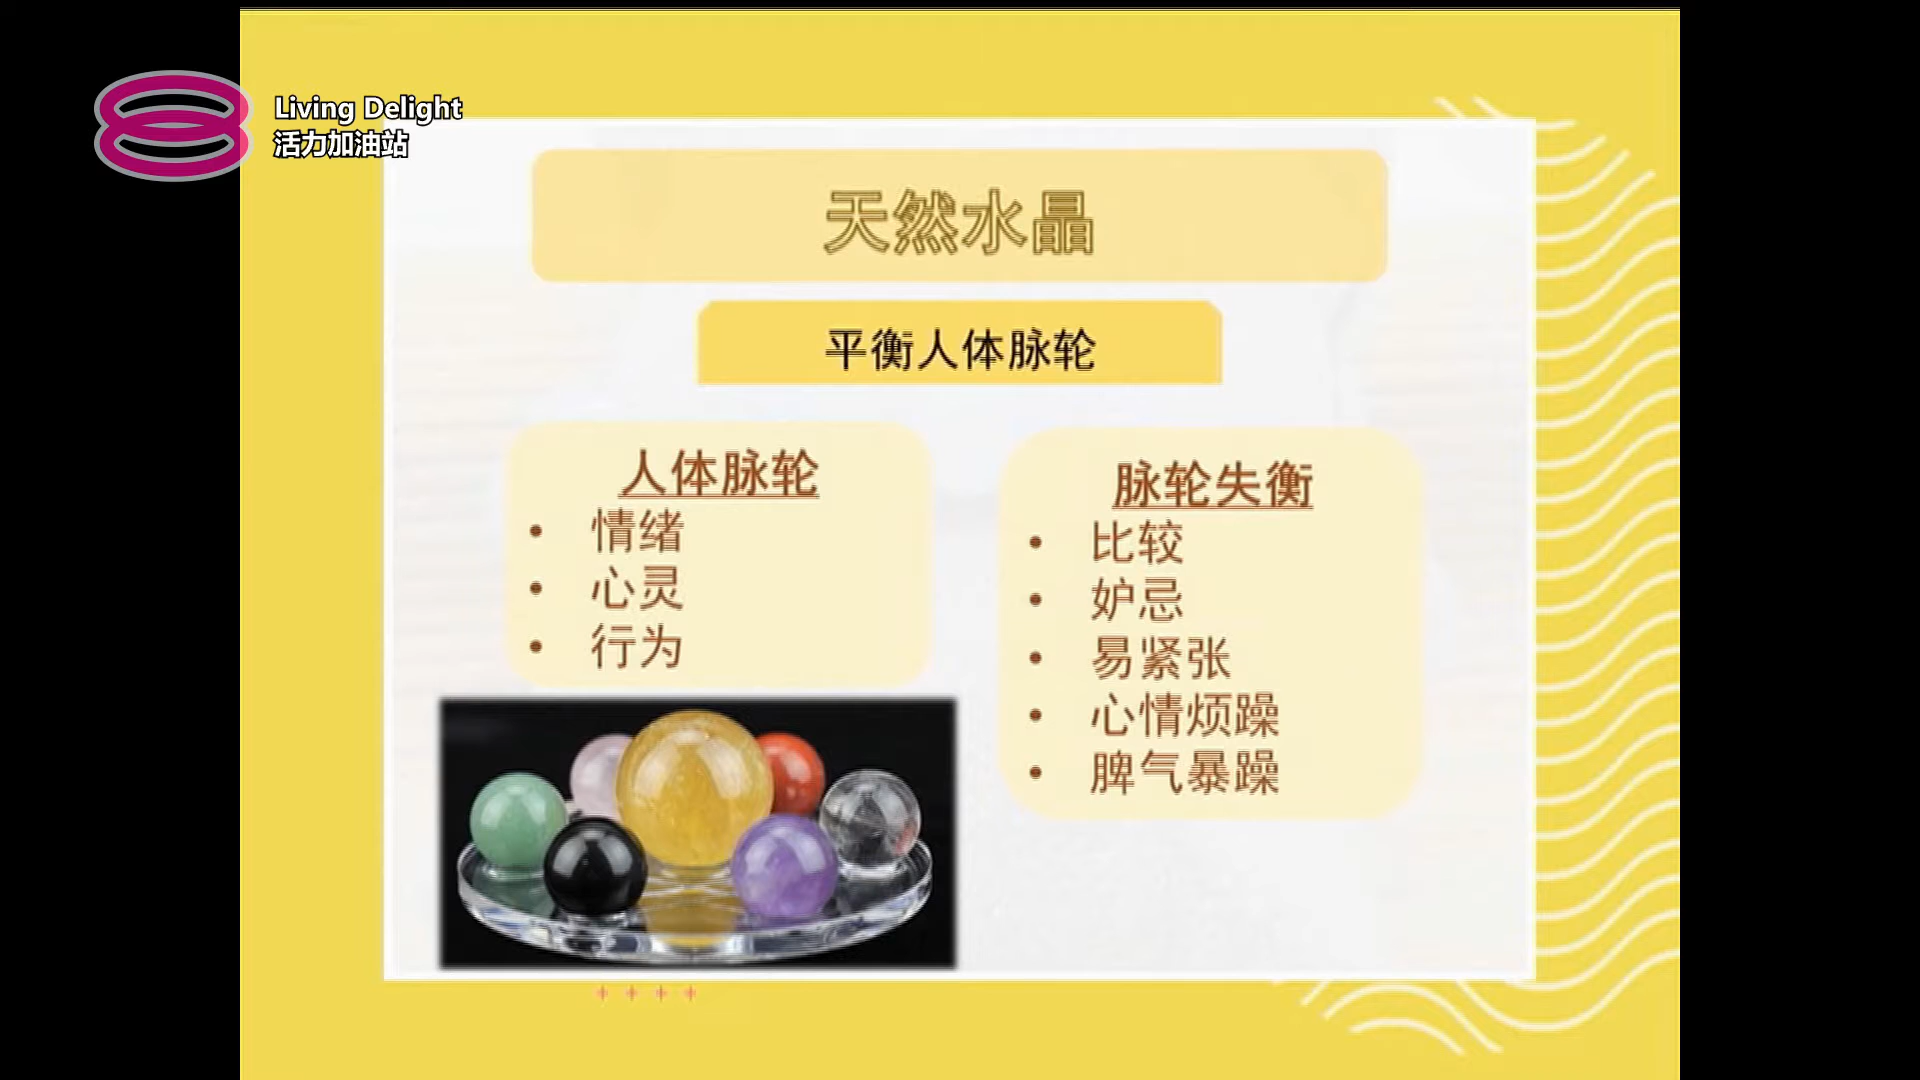 Living Delight
活力加油站
天然水晶
平衡人体脉轮
人体脉轮
• 情绪
• 心灵
• 行为
脉轮失衡
• 比较
• 妒忌
• 易紧张
• 心情烦躁
• 脾气暴躁